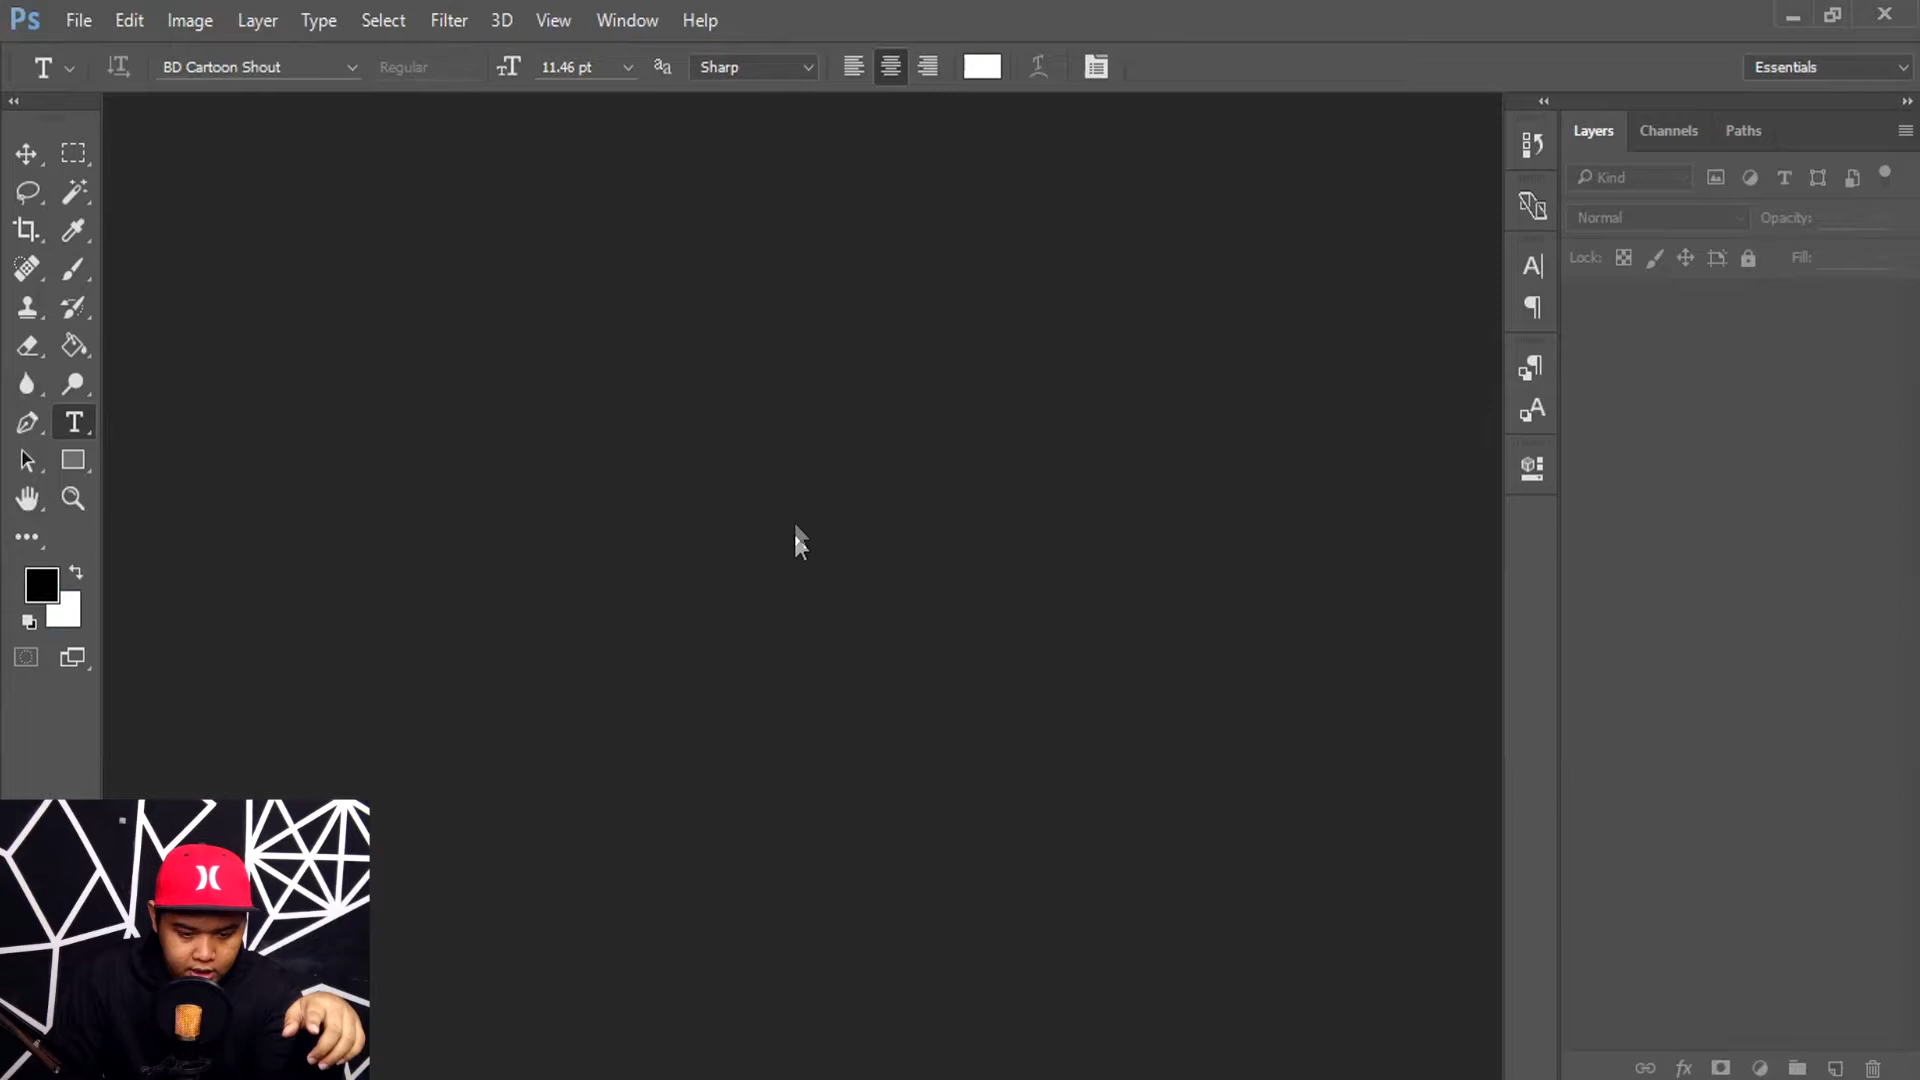 Ps File Edit Image Layer Type Select Filter 3D View Window Help
T BD Cartoon Shout Regular 11.46 pt Sharp Essentials
Layers Channels Paths
Kind
Normal Opacity:
Lock: Fill: